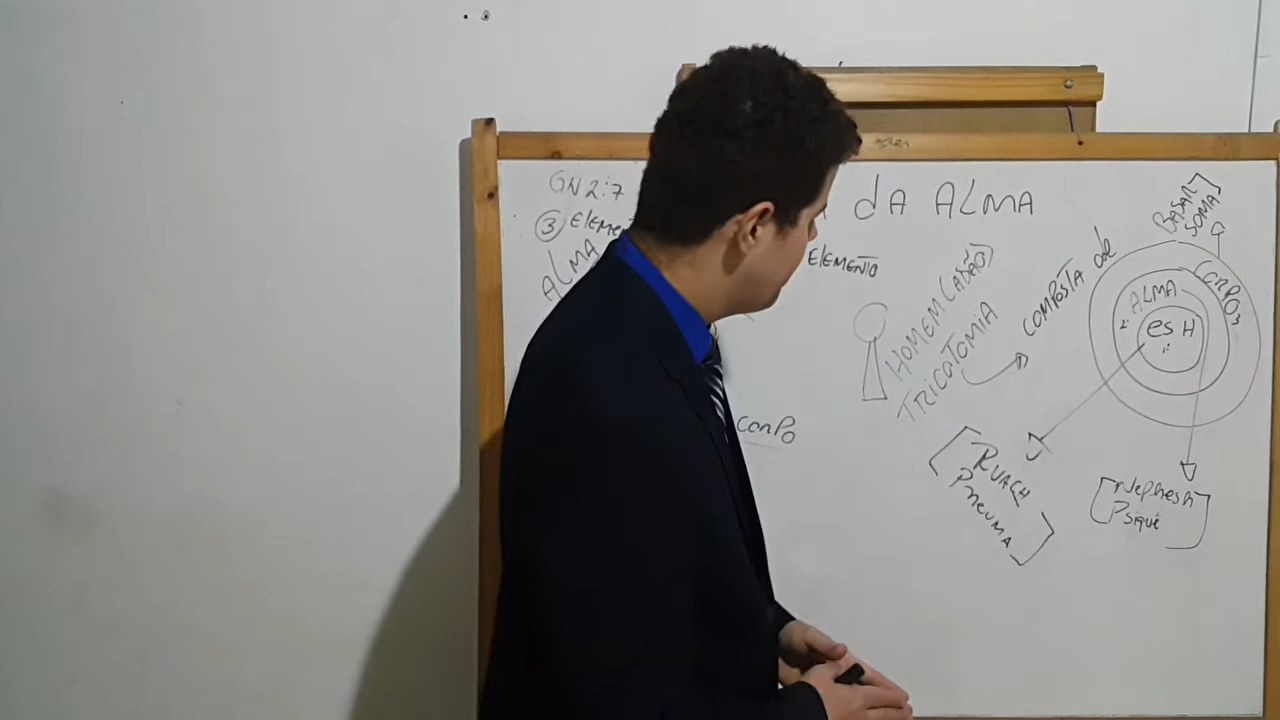 GN 2:7
DA ALMA
③ Eleme
ALMA
Elemento
Corpo
HOMEM (ADÃO)
TRICOTOMIA
COMPOSTA de
BASAR
SOMA
CORPO
ALMA
es H
[RUACH
Pneuma]
[Nephesh
Psiquê]